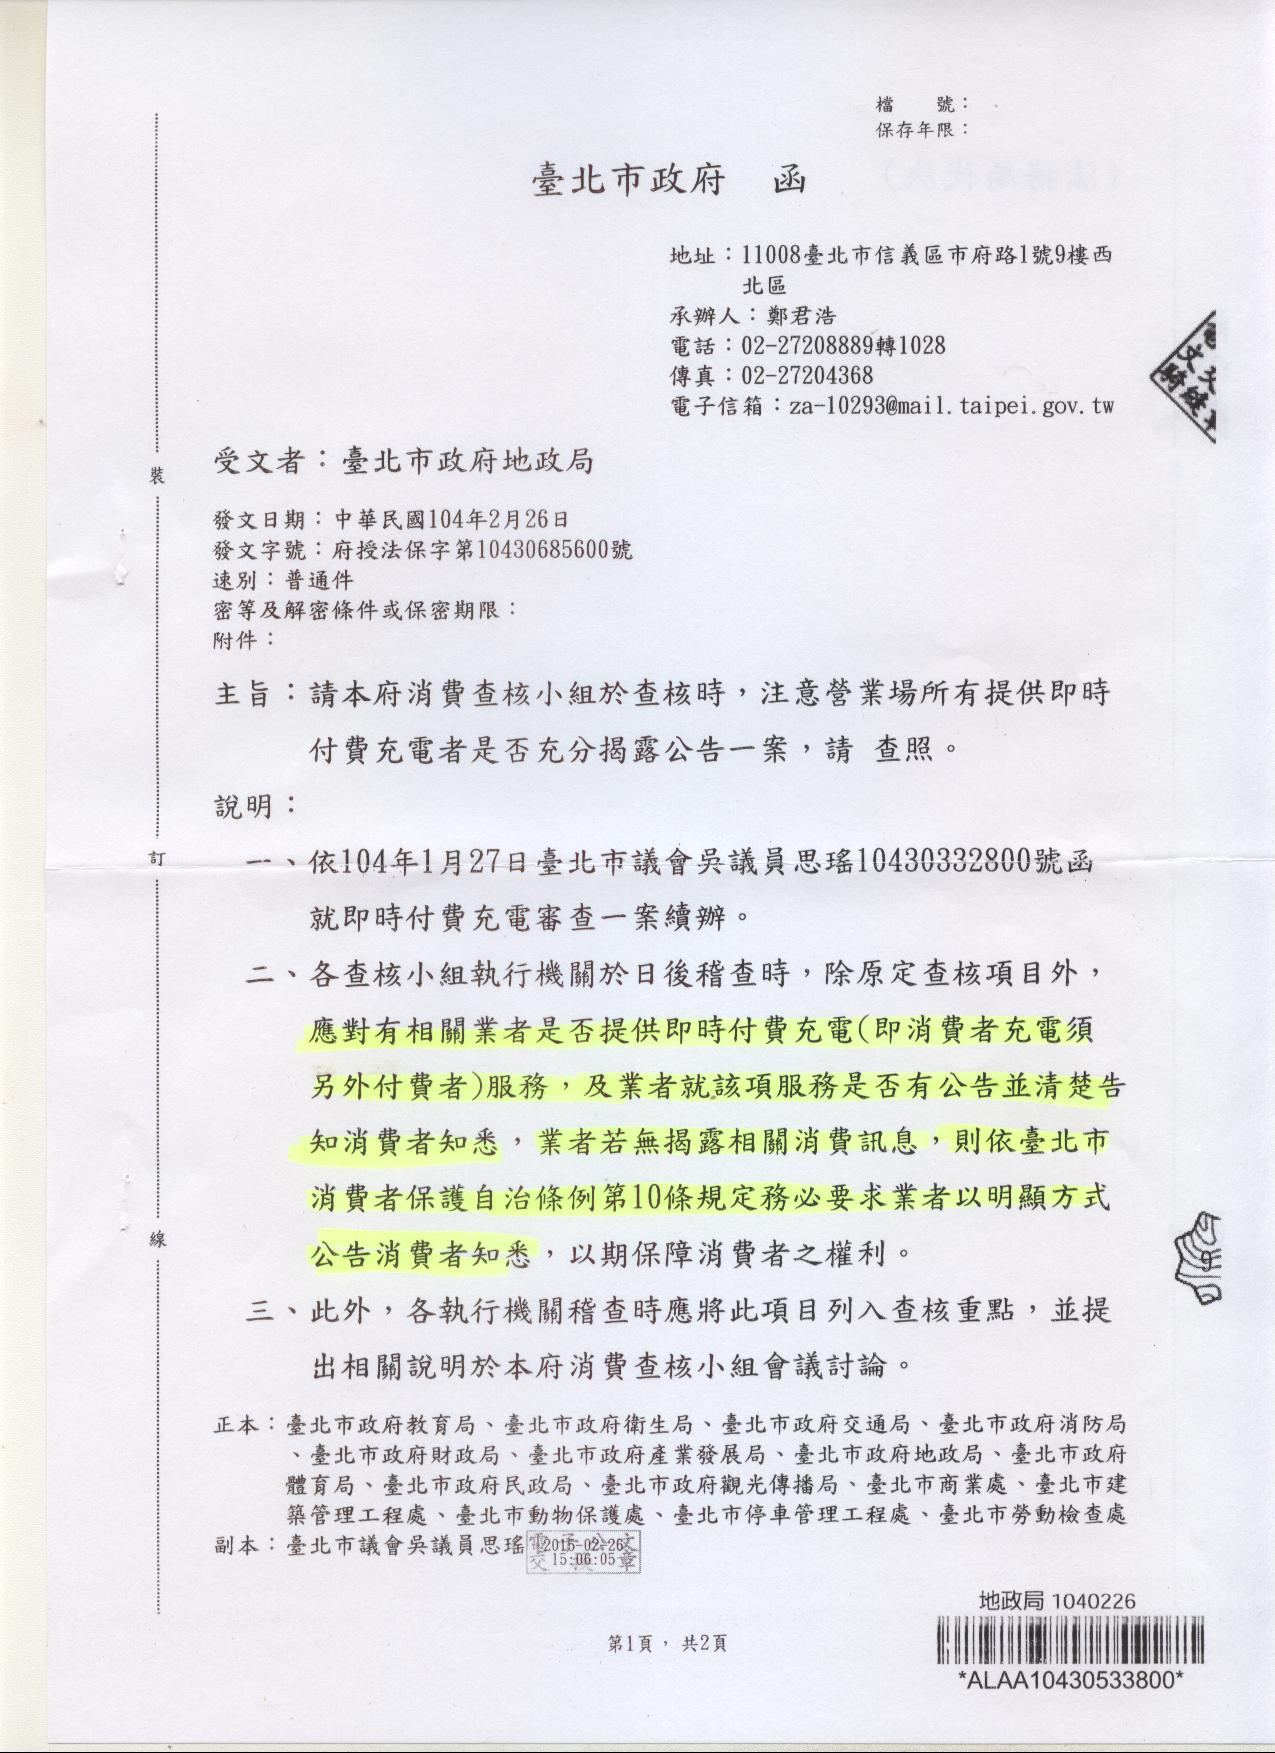 檔　　號：
保存年限：
臺北市政府　函
地址：11008臺北市信義區市府路1號9樓西
北區
承辦人：鄭君浩
電話：02-27208889轉1028
傳真：02-27204368
電子信箱：za-10293@mail.taipei.gov.tw
受文者：臺北市政府地政局
發文日期：中華民國104年2月26日
發文字號：府授法保字第10430685600號
速別：普通件
密等及解密條件或保密期限：
附件：
主旨：請本府消費查核小組於查核時，注意營業場所有提供即時
付費充電者是否充分揭露公告一案，請　查照。
說明：
一、依104年1月27日臺北市議會吳議員思瑤10430332800號函
就即時付費充電審查一案續辦。
二、各查核小組執行機關於日後稽查時，除原定查核項目外，
應對有相關業者是否提供即時付費充電(即消費者充電須
另外付費者)服務，及業者就該項服務是否有公告並清楚告
知消費者知悉，業者若無揭露相關消費訊息，則依臺北市
消費者保護自治條例第10條規定務必要求業者以明顯方式
公告消費者知悉，以期保障消費者之權利。
三、此外，各執行機關稽查時應將此項目列入查核重點，並提
出相關說明於本府消費查核小組會議討論。
正本：臺北市政府教育局、臺北市政府衛生局、臺北市政府交通局、臺北市政府消防局
、臺北市政府財政局、臺北市政府產業發展局、臺北市政府地政局、臺北市政府
體育局、臺北市政府民政局、臺北市政府觀光傳播局、臺北市商業處、臺北市建
築管理工程處、臺北市動物保護處、臺北市停車管理工程處、臺北市勞動檢查處
副本：臺北市議會吳議員思瑤
2015-02-26
15:06:05
裝
訂
線
地政局 1040226
*ALAA10430533800*
第1頁，共2頁